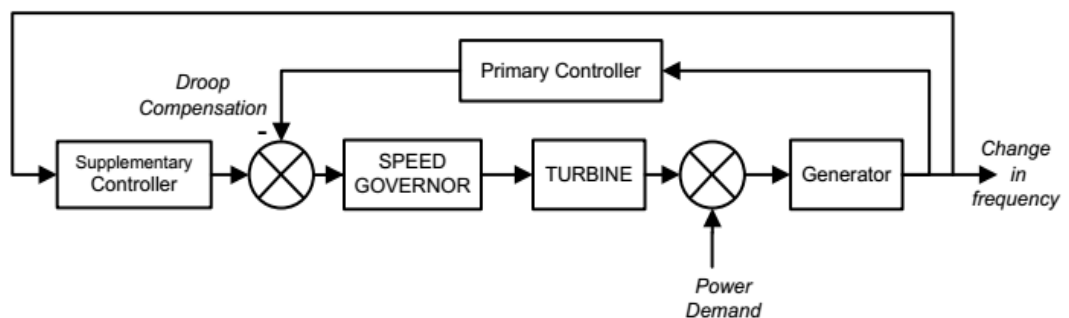 Primary Controller
Droop
Compensation
-
Supplementary
Controller
SPEED
GOVERNOR
TURBINE
Generator
Change
in
frequency
Power
Demand